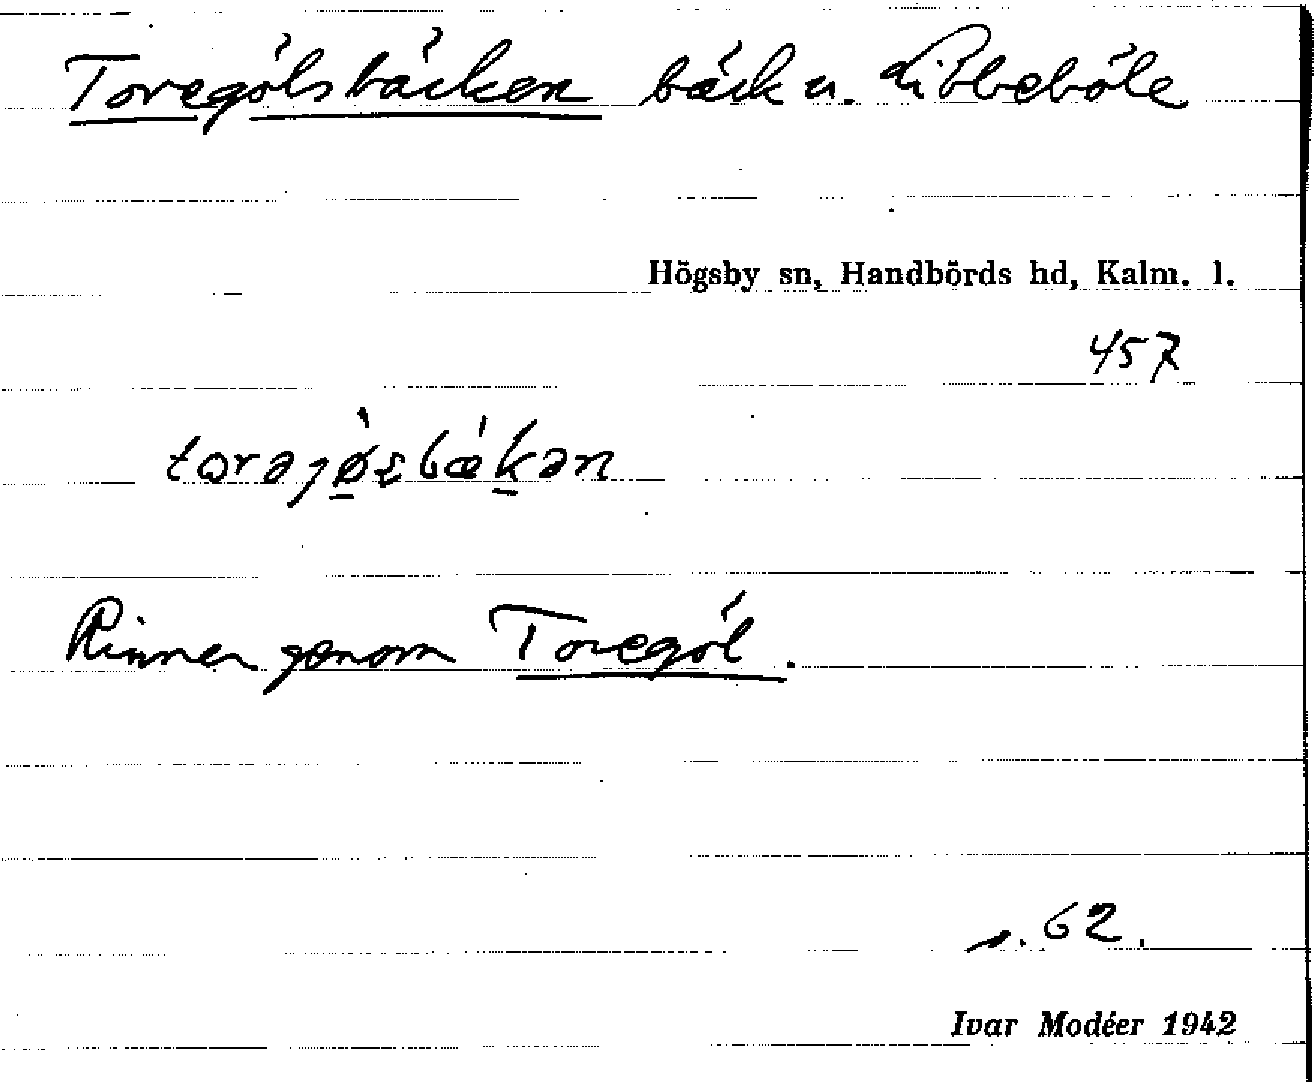 Toregölsbäcken bäck u. Libbeböle
Högsby sn, Handbörds hd, Kalm. l.
457
Rinner genom Toregöl.
s. 62.
Ivar Modéer 1942